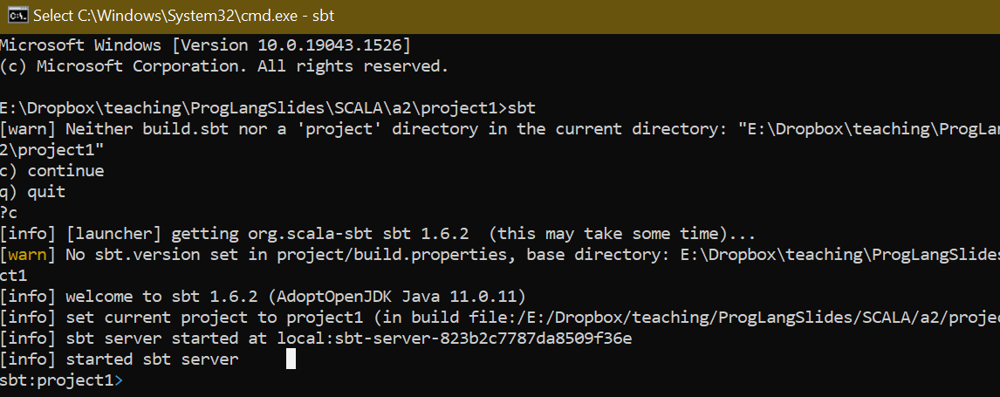 Select C:\Windows\System32\cmd.exe - sbt
Microsoft Windows [Version 10.0.19043.1526]
(c) Microsoft Corporation. All rights reserved.
E:\Dropbox\teaching\ProgLangSlides\SCALA\a2\project1>sbt
[warn] Neither build.sbt nor a 'project' directory in the current directory: "E:\Dropbox\teaching\ProgLan
2\project1"
c) continue
q) quit
?c
[info] [launcher] getting org.scala-sbt sbt 1.6.2  (this may take some time)...
[warn] No sbt.version set in project/build.properties, base directory: E:\Dropbox\teaching\ProgLangSlides
ct1
[info] welcome to sbt 1.6.2 (AdoptOpenJDK Java 11.0.11)
[info] set current project to project1 (in build file:/E:/Dropbox/teaching/ProgLangSlides/SCALA/a2/projec
[info] sbt server started at local:sbt-server-823b2c7787da8509f36e
[info] started sbt server
sbt:project1>